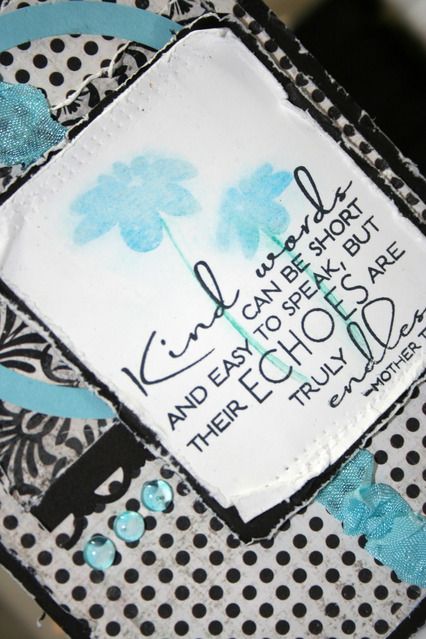 Kind words
CAN BE SHORT
AND EASY TO SPEAK, BUT
THEIR ECHOES ARE
TRULY
–MOTHER